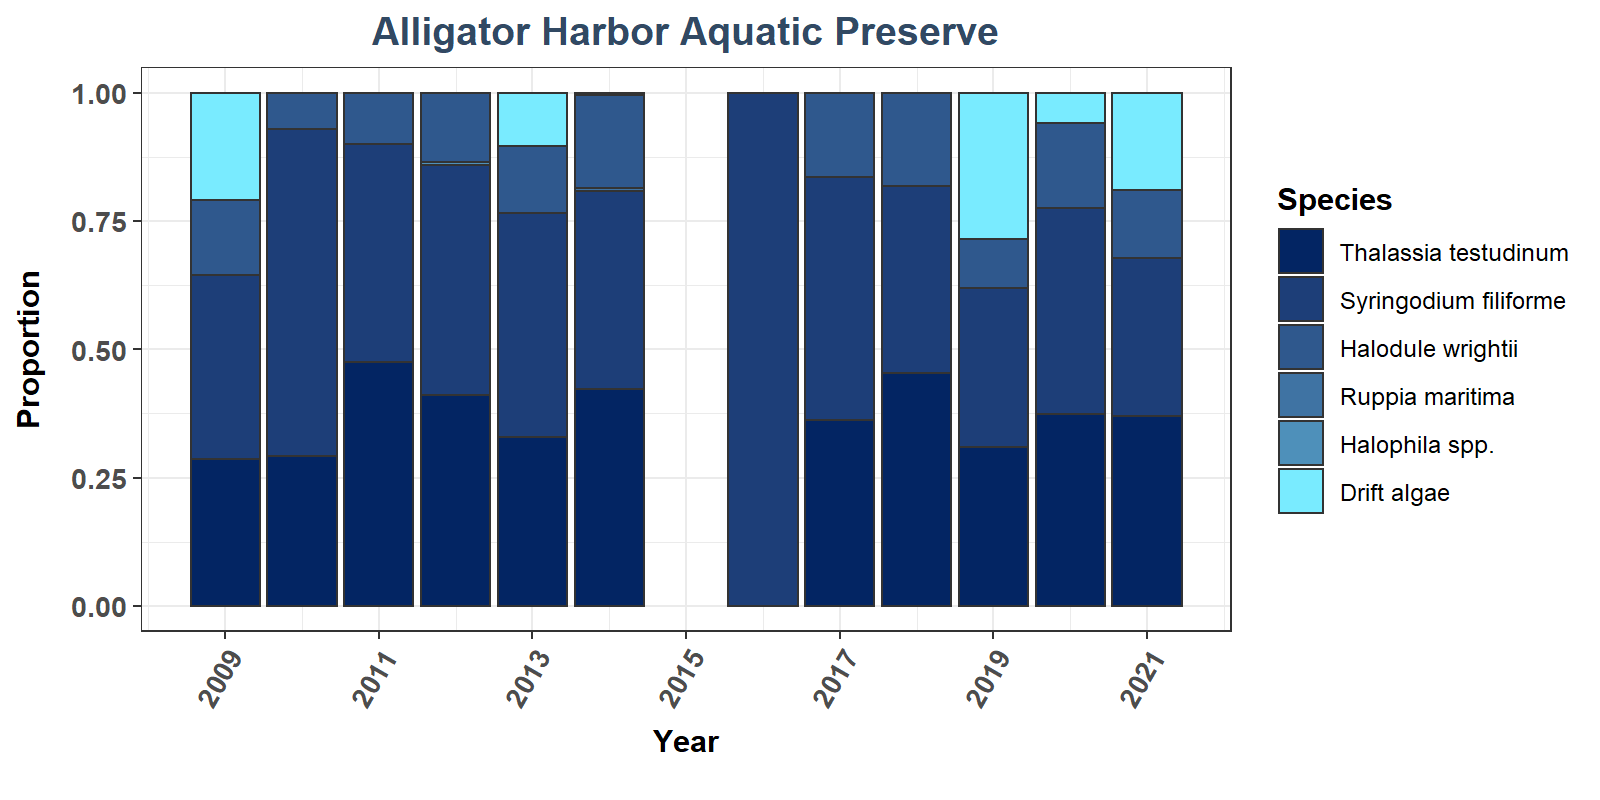 Alligator Harbor Aquatic Preserve
1.00
0.75
0.50
0.25
0.00
Proportion
2009
2011
2013
2015
2017
2019
2021
Year
Species
Thalassia testudinum
Syringodium filiforme
Halodule wrightii
Ruppia maritima
Halophila spp.
Drift algae